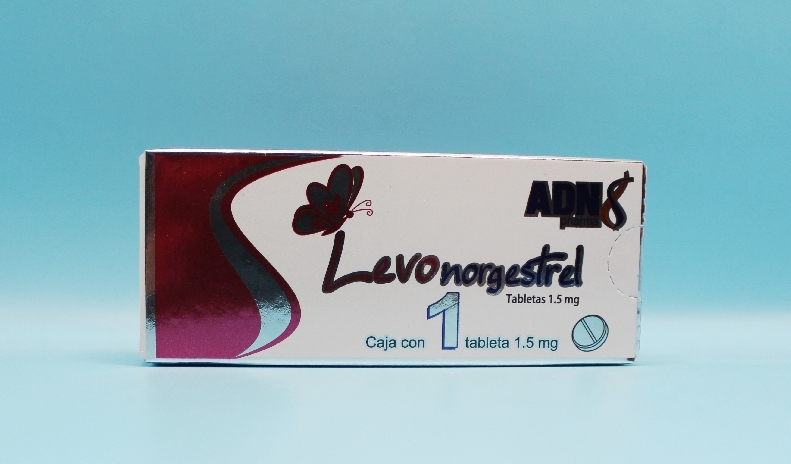 ADN8
pharma
Levonorgestrel
Tabletas 1.5 mg
Caja con 1 tableta 1.5 mg